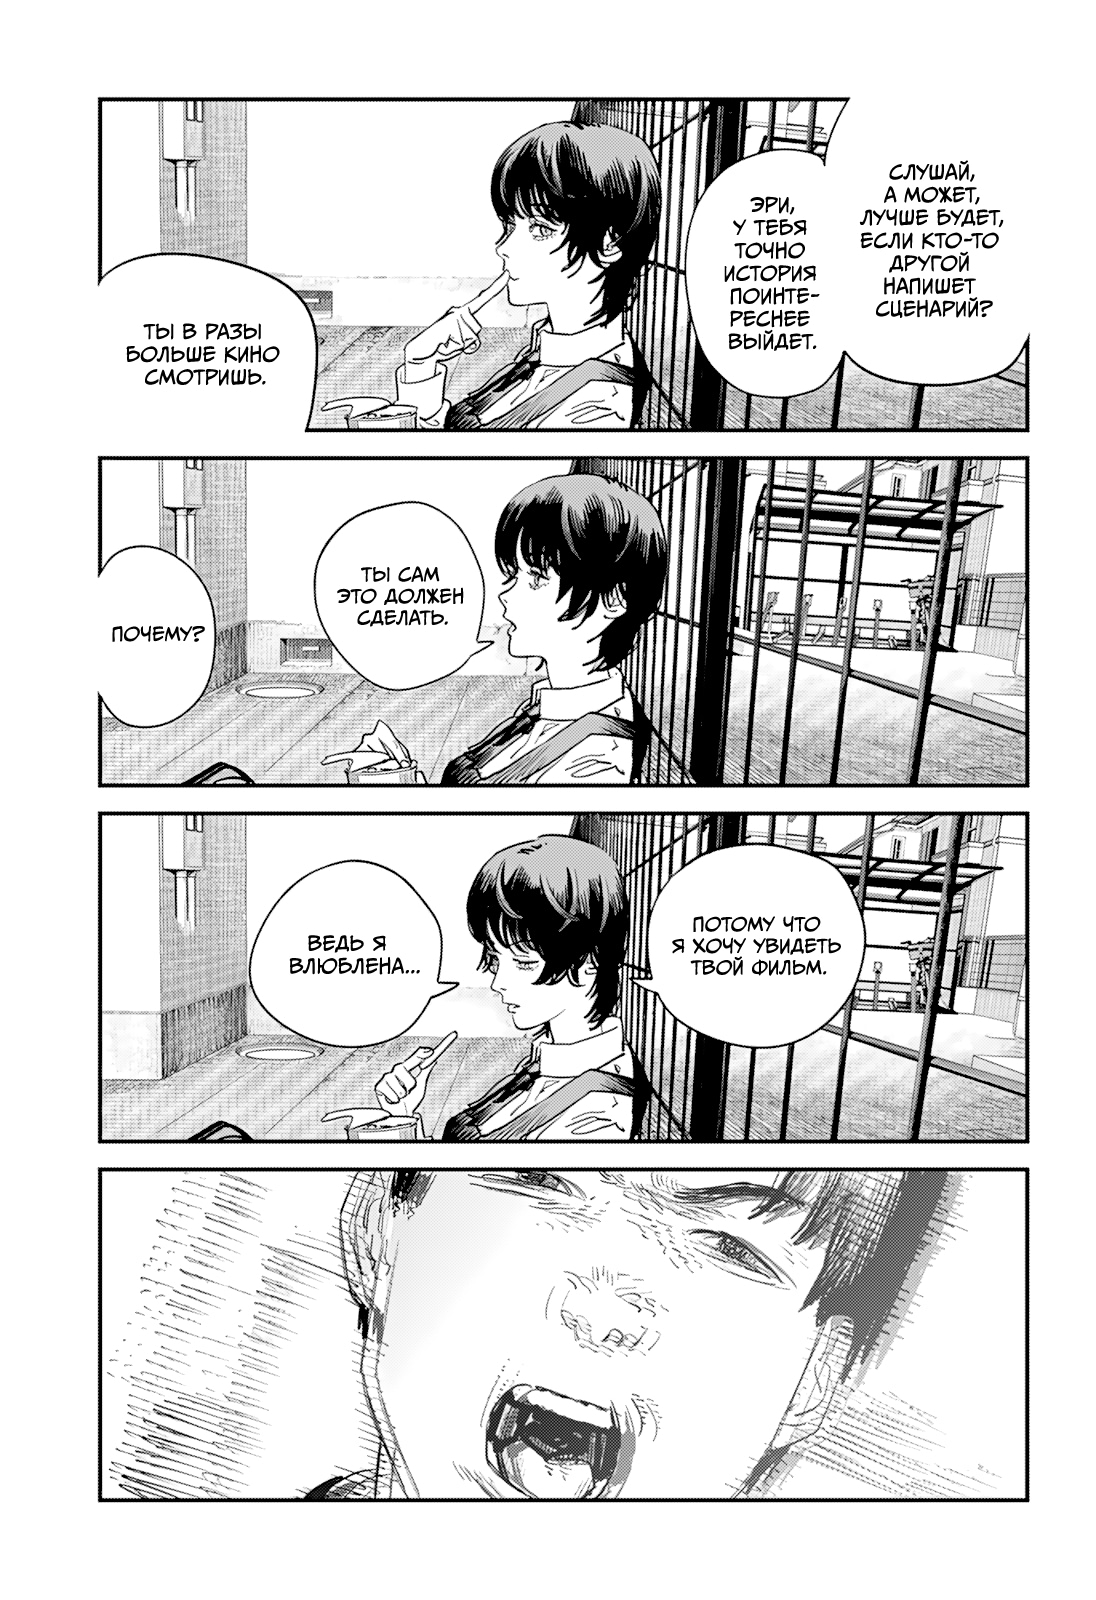 СЛУШАЙ,
А МОЖЕТ,
ЛУЧШЕ БУДЕТ,
ЕСЛИ КТО-ТО
ДРУГОЙ
НАПИШЕТ
СЦЕНАРИЙ?
ЭРИ,
У ТЕБЯ
ТОЧНО
ИСТОРИЯ
ПОИНТЕ-
РЕСНЕЕ
ВЫЙДЕТ.
ТЫ В РАЗЫ
БОЛЬШЕ КИНО
СМОТРИШЬ.
ТЫ САМ
ЭТО ДОЛЖЕН
СДЕЛАТЬ.
ПОЧЕМУ?
ПОТОМУ ЧТО
Я ХОЧУ УВИДЕТЬ
ТВОЙ ФИЛЬМ.
ВЕДЬ Я
ВЛЮБЛЕНА...